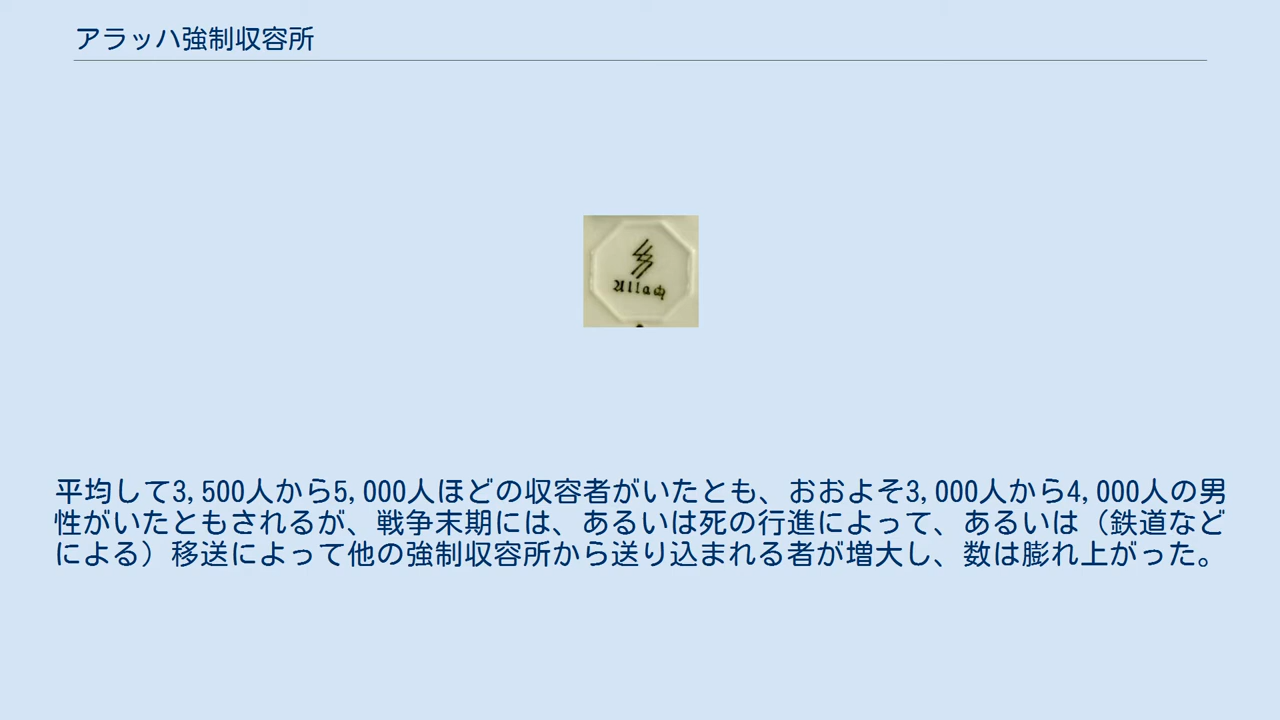 アラッハ強制収容所
Allach
平均して3,500人から5,000人ほどの収容者がいたとも、おおよそ3,000人から4,000人の男
性がいたともされるが、戦争末期には、あるいは死の行進によって、あるいは（鉄道など
による）移送によって他の強制収容所から送り込まれる者が増大し、数は膨れ上がった。